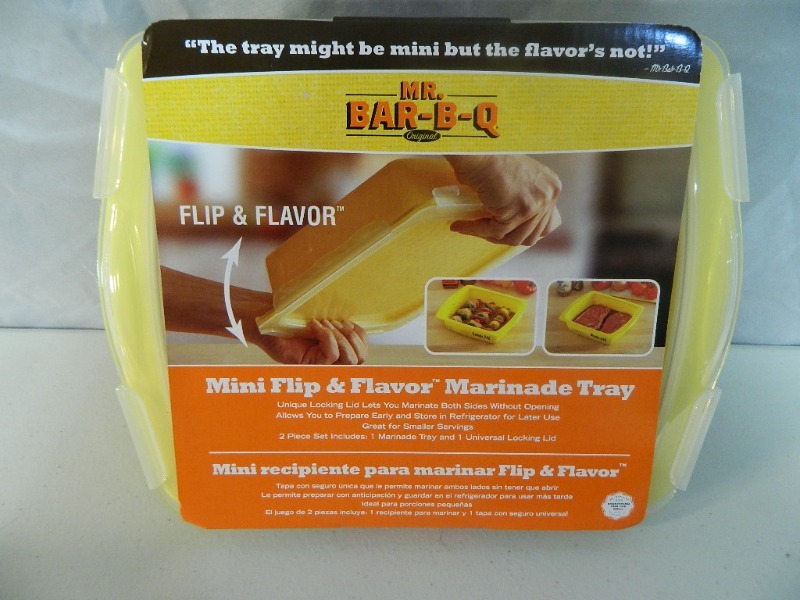 “The tray might be mini but the flavor's not!”
- Mr. Bar-B-Q
MR.
BAR-B-Q
Original
FLIP & FLAVOR™
Mini Flip & Flavor™ Marinade Tray
Unique Locking Lid Lets You Marinate Both Sides Without Opening
Allows You to Prepare Early and Store in Refrigerator for Later Use
Great for Smaller Servings
2 Piece Set Includes: 1 Marinade Tray and 1 Universal Locking Lid
Mini recipiente para marinar Flip & Flavor™
Tapa con seguro única que le permite marinar ambos lados sin tener que abrir
Le permite preparar con anticipación y guardar en el refrigerador para usar más tarde
Ideal para porciones pequeñas
El juego de 2 piezas incluye: 1 recipiente para marinar y 1 tapa con seguro universal